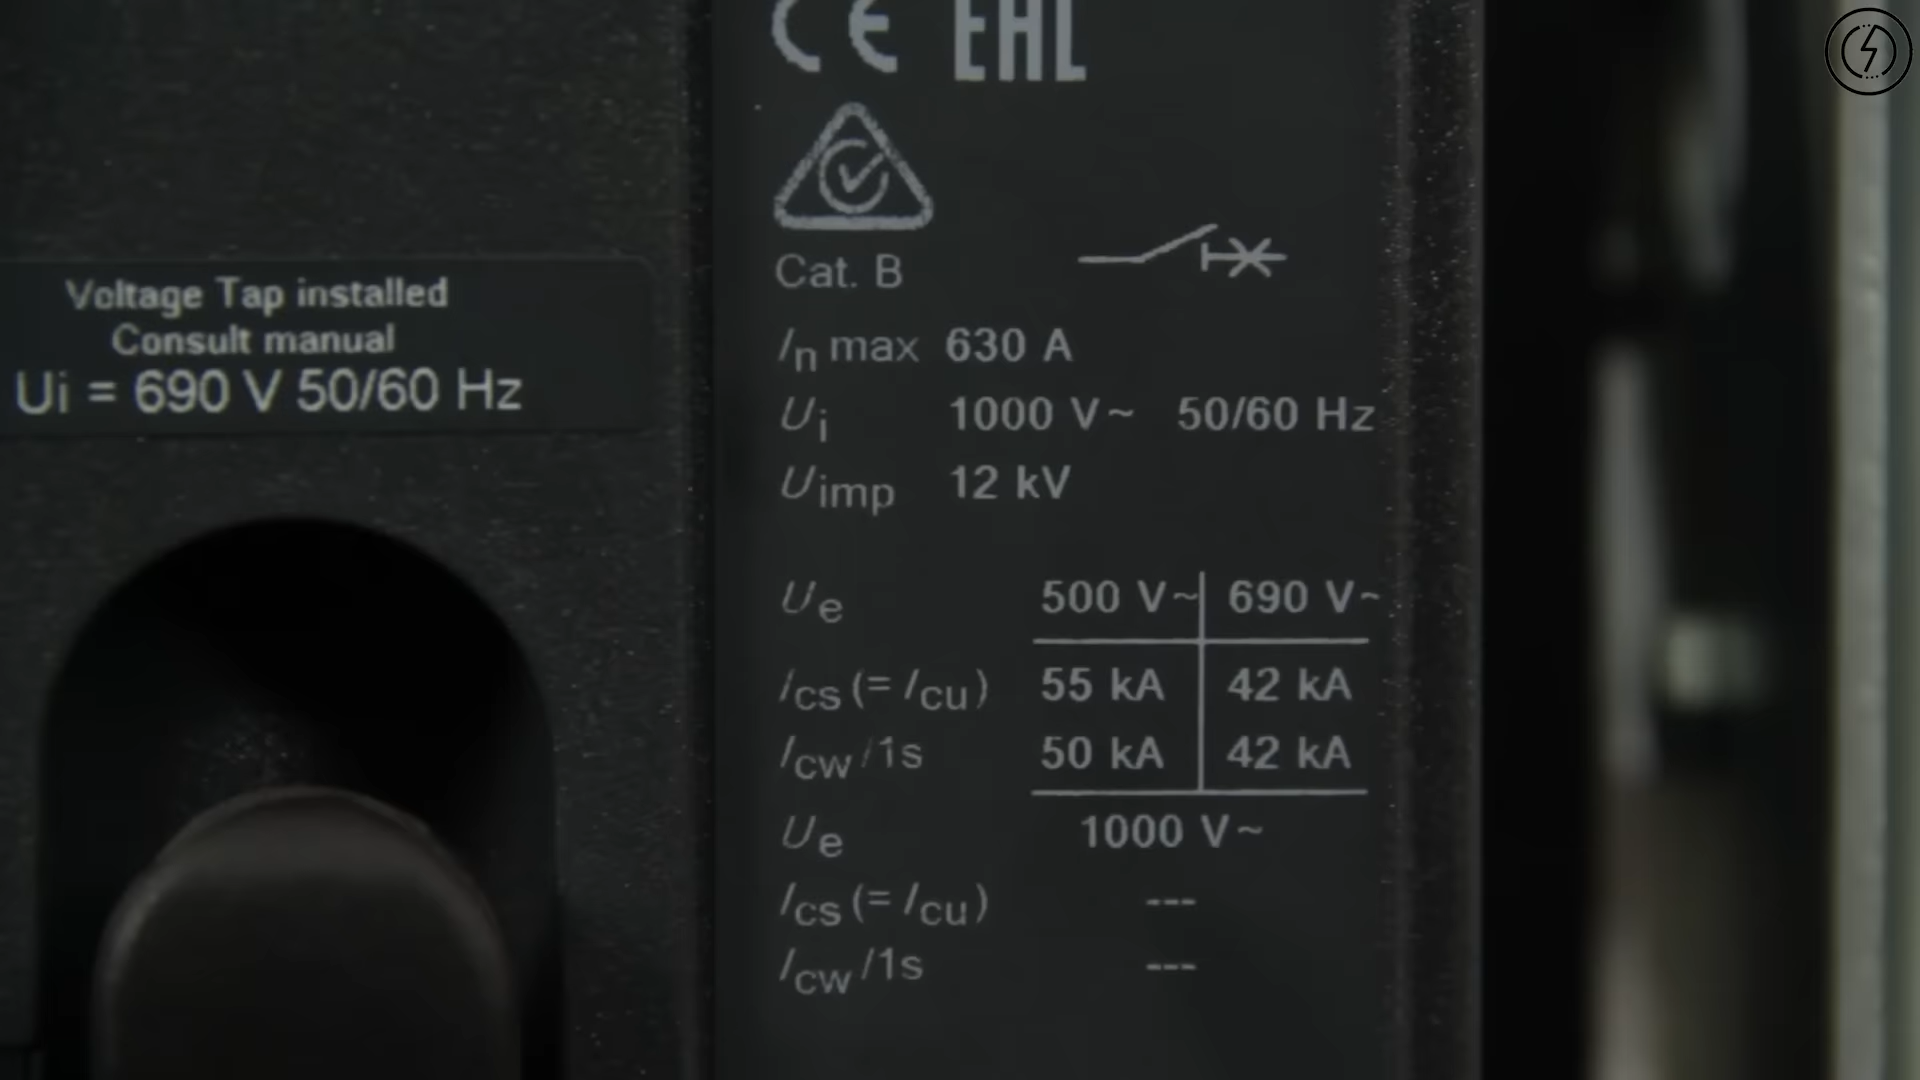 CE EAC
Voltage Tap installed
Consult manual
Ui = 690 V 50/60 Hz
Cat. B
In max 630 A
Ui 1000 V~ 50/60 Hz
Uimp 12 kV
Ue 500 V~ 690 V~
Ics (= Icu) 55 kA 42 kA
Icw/1s 50 kA 42 kA
Ue 1000 V~
Ics (= Icu) ---
Icw/1s ---